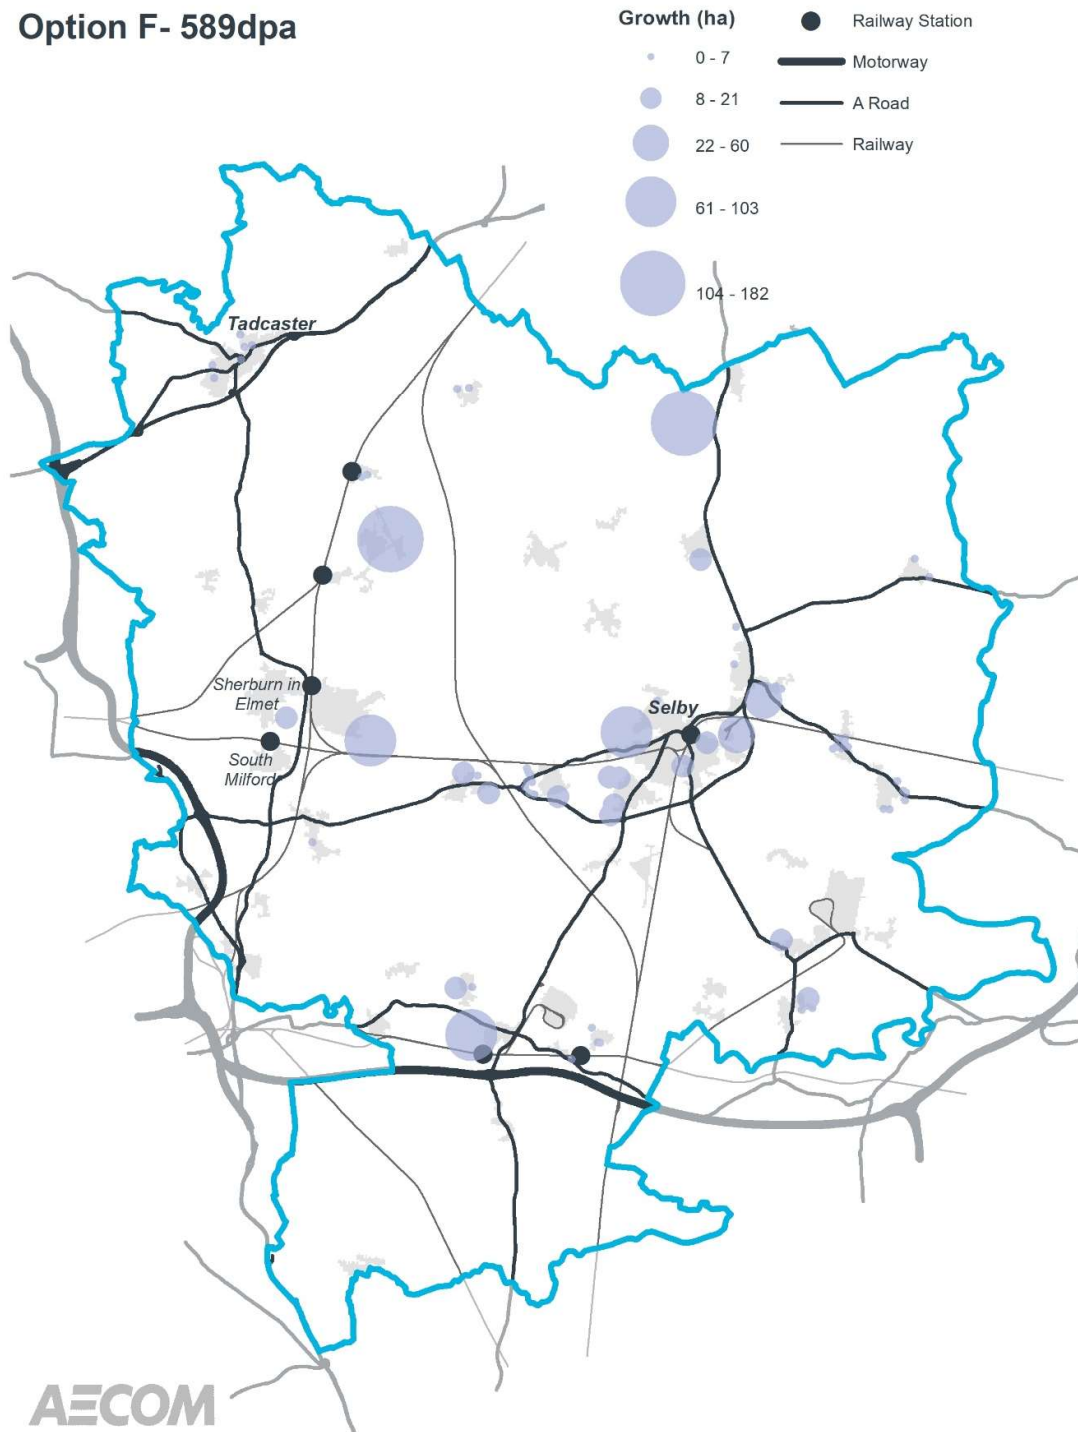 Option F- 589dpa
Growth (ha)
0 - 7
8 - 21
22 - 60
61 - 103
104 - 182
Railway Station
Motorway
A Road
Railway
Tadcaster
Sherburn in
Elmet
South
Milford
Selby
AECOM